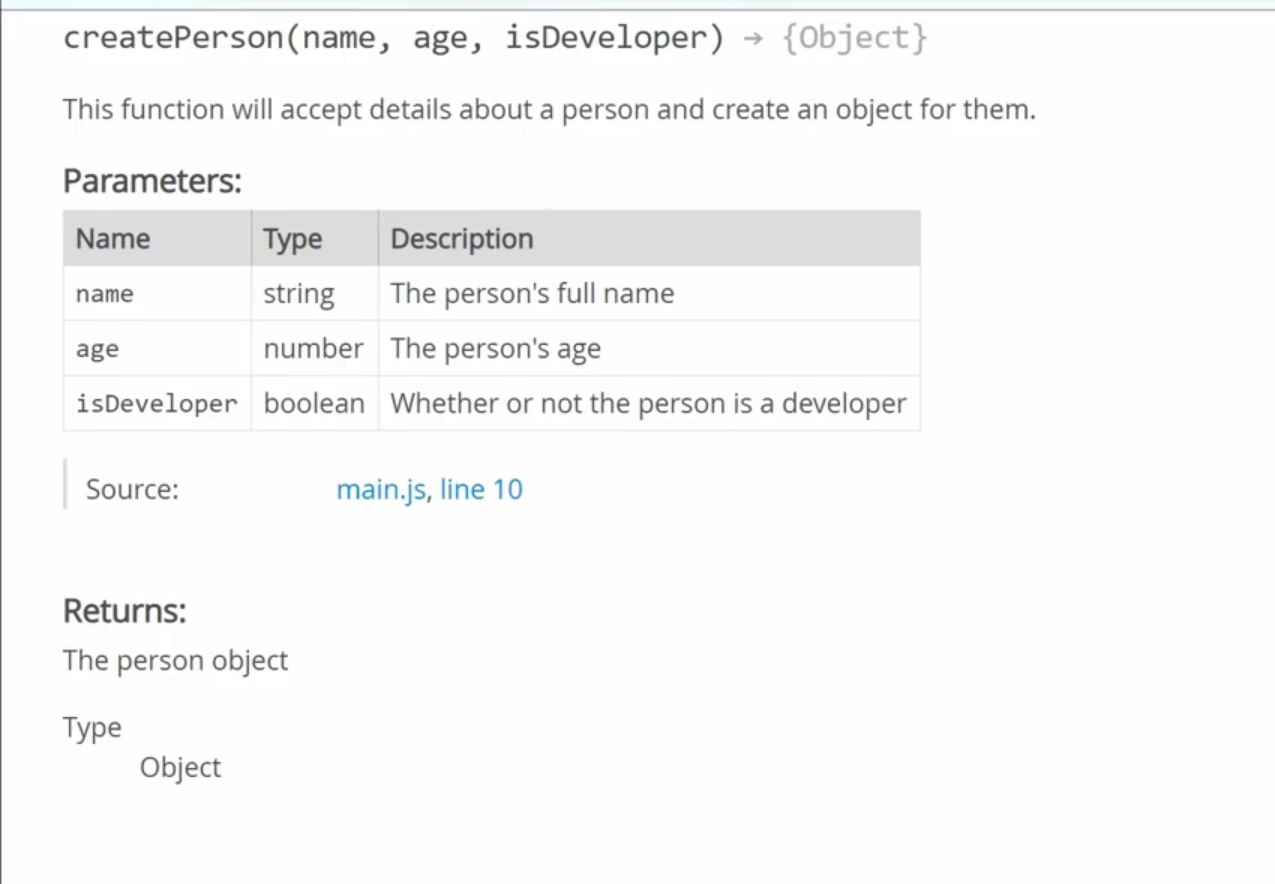 createPerson(name, age, isDeveloper) → {Object}
This function will accept details about a person and create an object for them.
Parameters:
Name Type Description
name string The person's full name
age number The person's age
isDeveloper boolean Whether or not the person is a developer
Source: main.js, line 10
Returns:
The person object
Type
Object